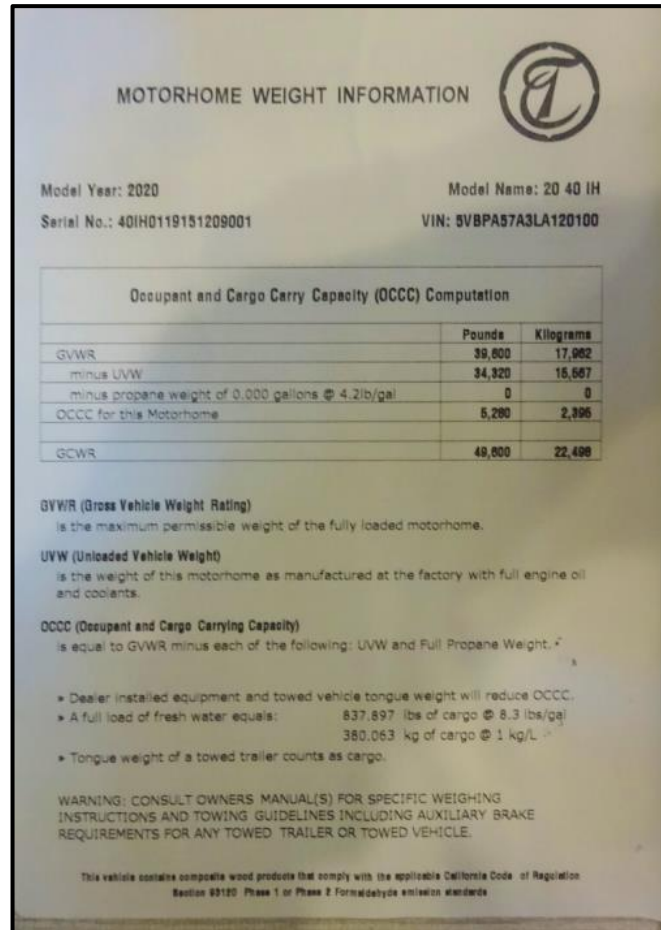 MOTORHOME WEIGHT INFORMATION
Model Year: 2020 Model Name: 20 40 IH
Serial No.: 40IH0119151209001 VIN: 5VBPA57A3LA120100
Occupant and Cargo Carry Capacity (OCCC) Computation
Pounds Kilograms
GVWR 39,600 17,962
minus UVW 34,320 15,567
minus propane weight of 0.000 gallons @ 4.2lb/gal 0 0
OCCC for this Motorhome 5,280 2,395
GCWR 49,600 22,498
GVWR (Gross Vehicle Weight Rating)
is the maximum permissible weight of the fully loaded motorhome.
UVW (Unloaded Vehicle Weight)
is the weight of this motorhome as manufactured at the factory with full engine oil
and coolants.
OCCC (Occupant and Cargo Carrying Capacity)
is equal to GVWR minus each of the following: UVW and Full Propane Weight.
» Dealer installed equipment and towed vehicle tongue weight will reduce OCCC.
» A full load of fresh water equals: 837.897 lbs of cargo @ 8.3 lbs/gal
380.063 kg of cargo @ 1 kg/L
» Tongue weight of a towed trailer counts as cargo.
WARNING: CONSULT OWNERS MANUAL(S) FOR SPECIFIC WEIGHING
INSTRUCTIONS AND TOWING GUIDELINES INCLUDING AUXILIARY BRAKE
REQUIREMENTS FOR ANY TOWED TRAILER OR TOWED VEHICLE.
This vehicle contains composite wood products that comply with the applicable California Code of Regulation
Section 93120 Phase 1 or Phase 2 Formaldehyde emission standards